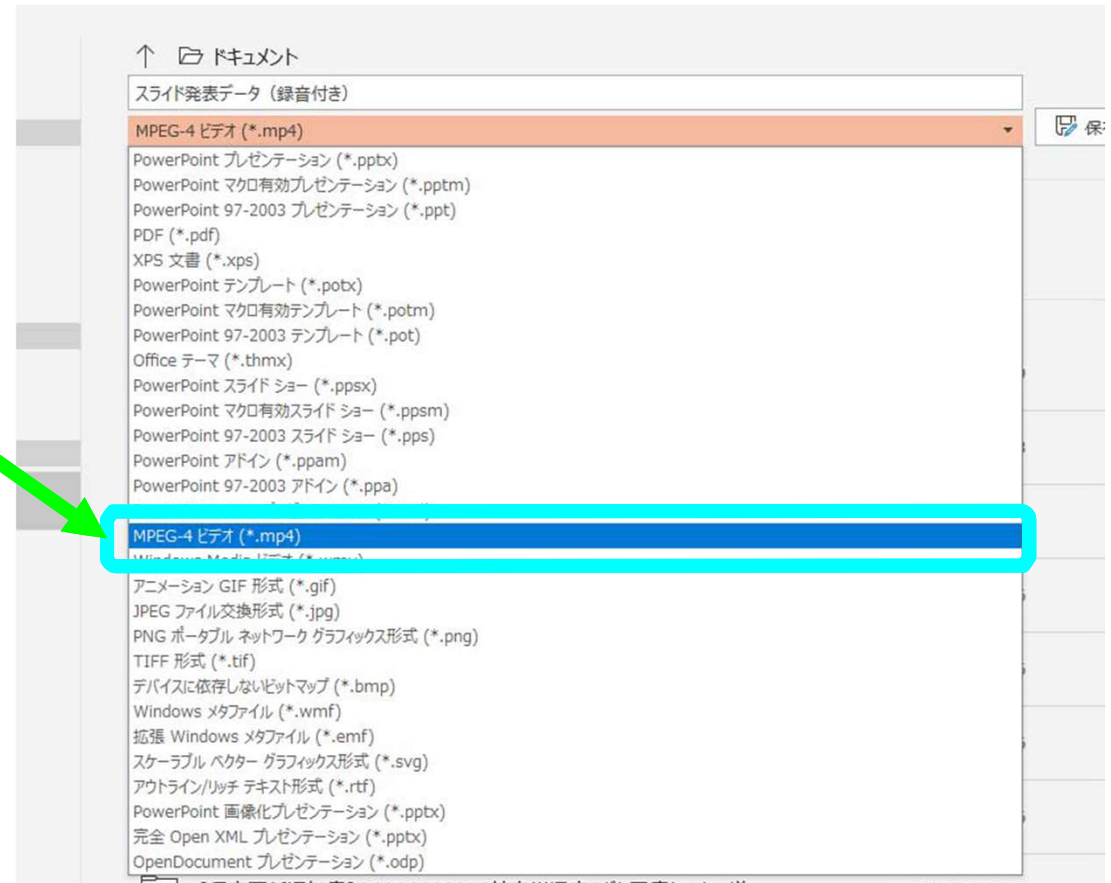 ドキュメント
スライド発表データ（録音付き）
MPEG-4 ビデオ (*.mp4)
保
PowerPoint プレゼンテーション (*.pptx)
PowerPoint マクロ有効プレゼンテーション (*.pptm)
PowerPoint 97-2003 プレゼンテーション (*.ppt)
PDF (*.pdf)
XPS 文書 (*.xps)
PowerPoint テンプレート (*.potx)
PowerPoint マクロ有効テンプレート (*.potm)
PowerPoint 97-2003 テンプレート (*.pot)
Office テーマ (*.thmx)
PowerPoint スライド ショー (*.ppsx)
PowerPoint マクロ有効スライド ショー (*.ppsm)
PowerPoint 97-2003 スライド ショー (*.pps)
PowerPoint アドイン (*.ppam)
PowerPoint 97-2003 アドイン (*.ppa)
MPEG-4 ビデオ (*.mp4)
Windows Media ビデオ (*.wmv)
アニメーション GIF 形式 (*.gif)
JPEG ファイル交換形式 (*.jpg)
PNG ポータブル ネットワーク グラフィックス形式 (*.png)
TIFF 形式 (*.tif)
デバイスに依存しないビットマップ (*.bmp)
Windows メタファイル (*.wmf)
拡張 Windows メタファイル (*.emf)
スケーラブル ベクター グラフィックス形式 (*.svg)
アウトライン/リッチ テキスト形式 (*.rtf)
PowerPoint 画像化プレゼンテーション (*.pptx)
完全 Open XML プレゼンテーション (*.pptx)
OpenDocument プレゼンテーション (*.odp)